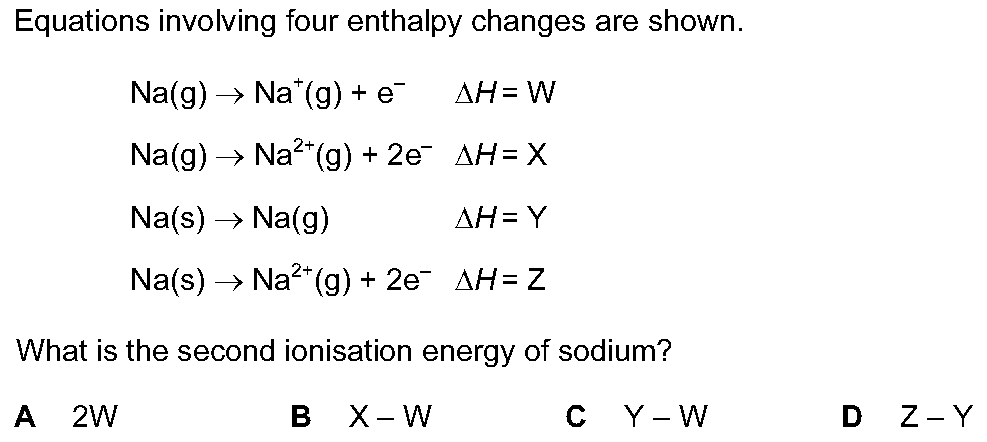 Equations involving four enthalpy changes are shown.
Na(g) → Na⁺(g) + e⁻ ΔH = W
Na(g) → Na²⁺(g) + 2e⁻ ΔH = X
Na(s) → Na(g) ΔH = Y
Na(s) → Na²⁺(g) + 2e⁻ ΔH = Z
What is the second ionisation energy of sodium?
A 2W B X – W C Y – W D Z – Y